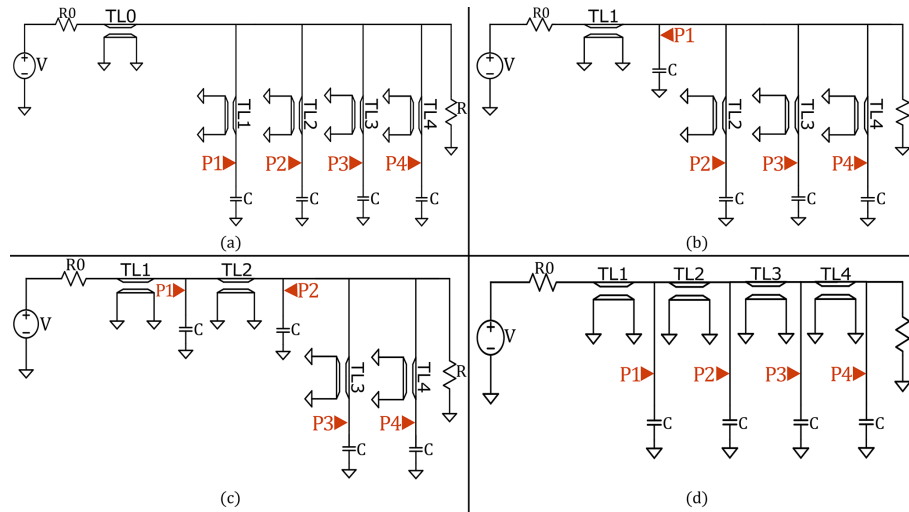 R0 TL0
V
TL1 TL2 TL3 TL4 R
P1 P2 P3 P4
C C C C
(a)
R0 TL1
V P1 C
TL2 TL3 TL4
P2 P3 P4
C C C
(b)
R0 TL1 TL2
P1 P2
V C C
TL3 TL4 R
P3 P4
C C
(c)
R0 TL1 TL2 TL3 TL4
V
P1 P2 P3 P4
C C C C
(d)